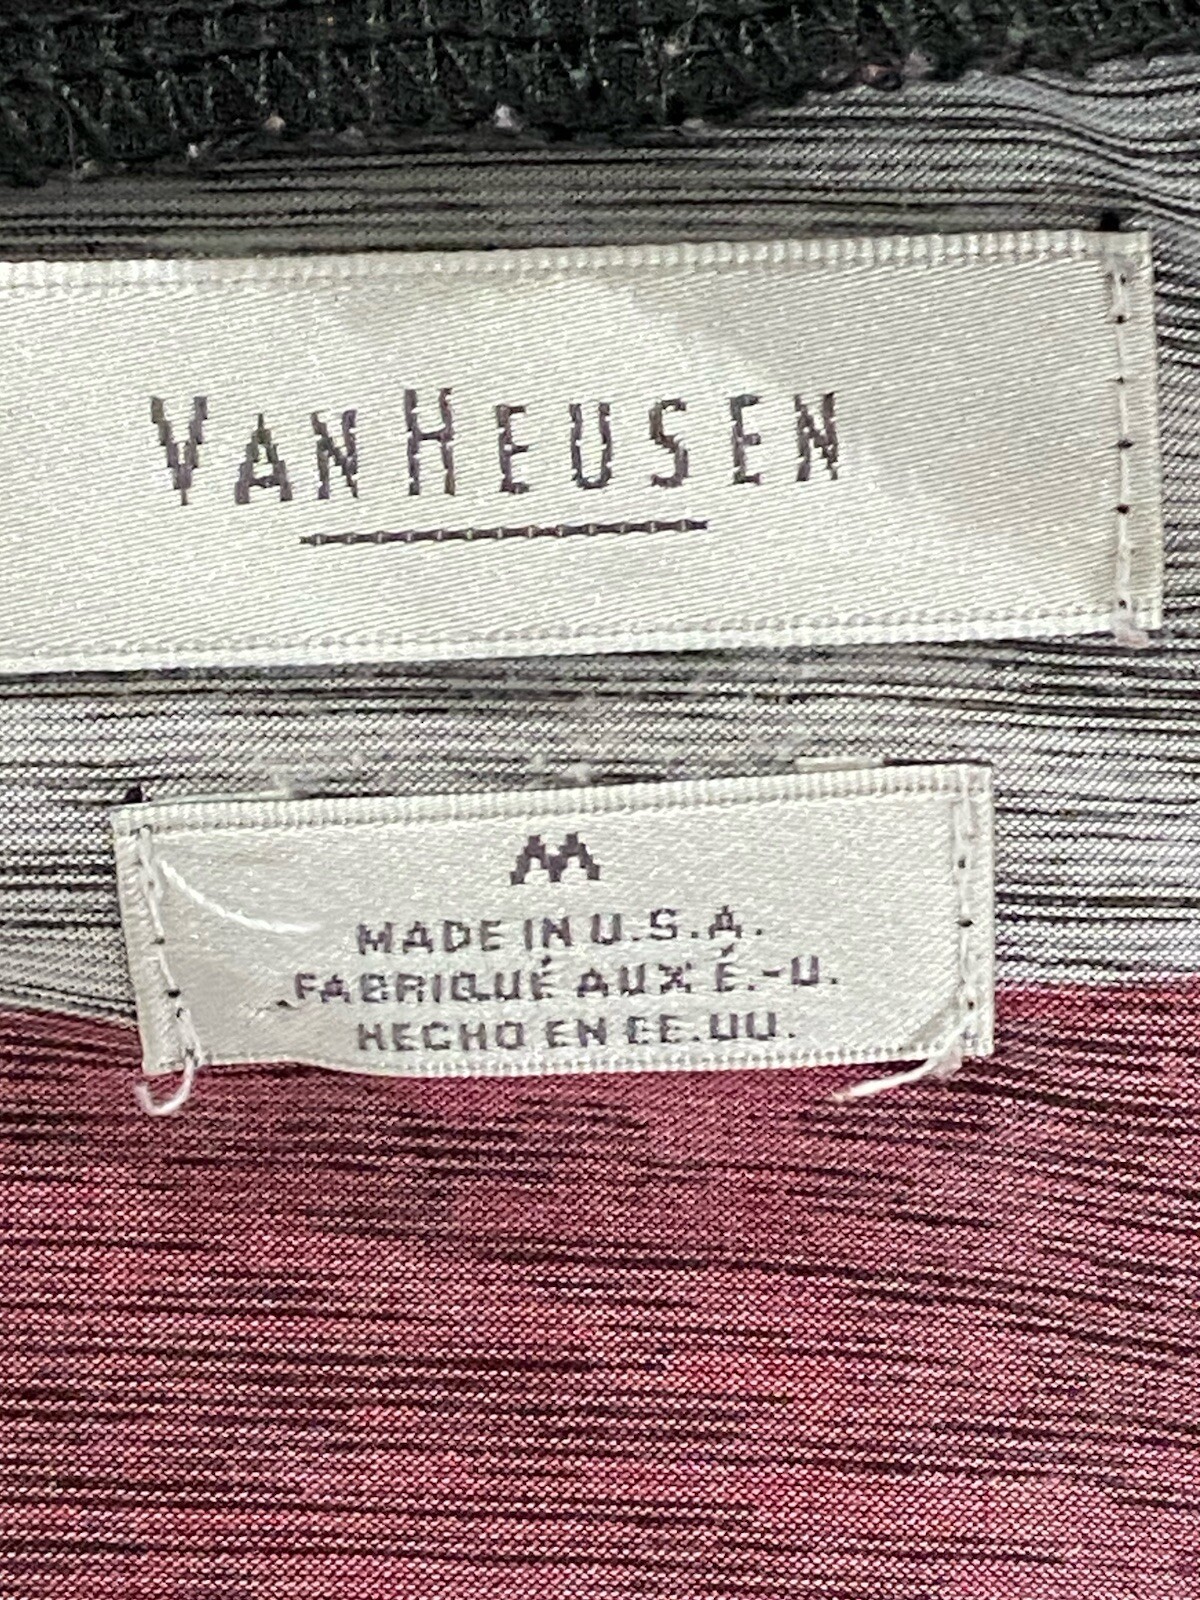 VAN HEUSEN
M
MADE IN U.S.A.
FABRIQUÉ AUX É.-U.
HECHO EN EE.UU.